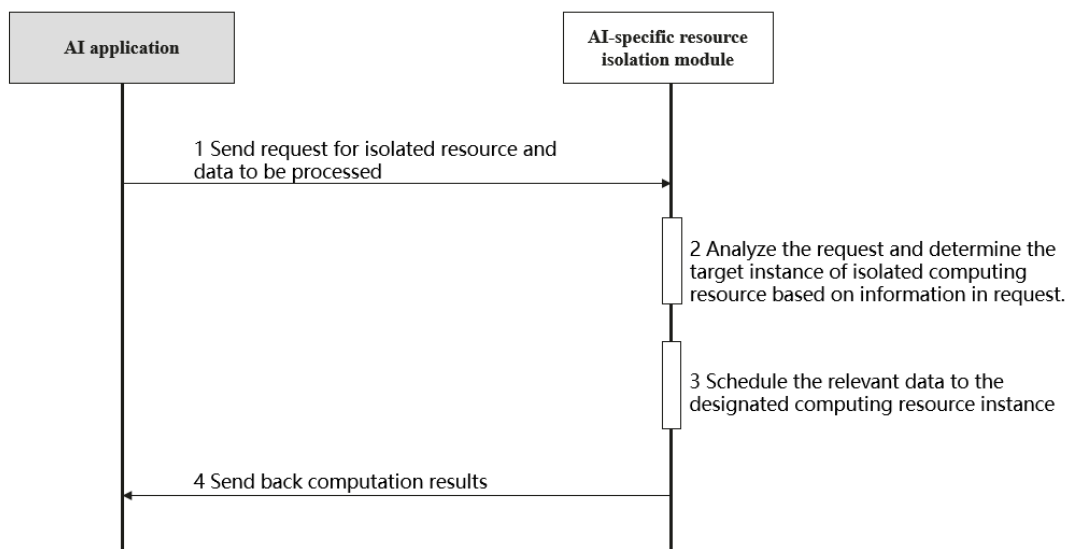 AI application
AI-specific resource
isolation module
1 Send request for isolated resource and
data to be processed
2 Analyze the request and determine the
target instance of isolated computing
resource based on information in request.
3 Schedule the relevant data to the
designated computing resource instance
4 Send back computation results